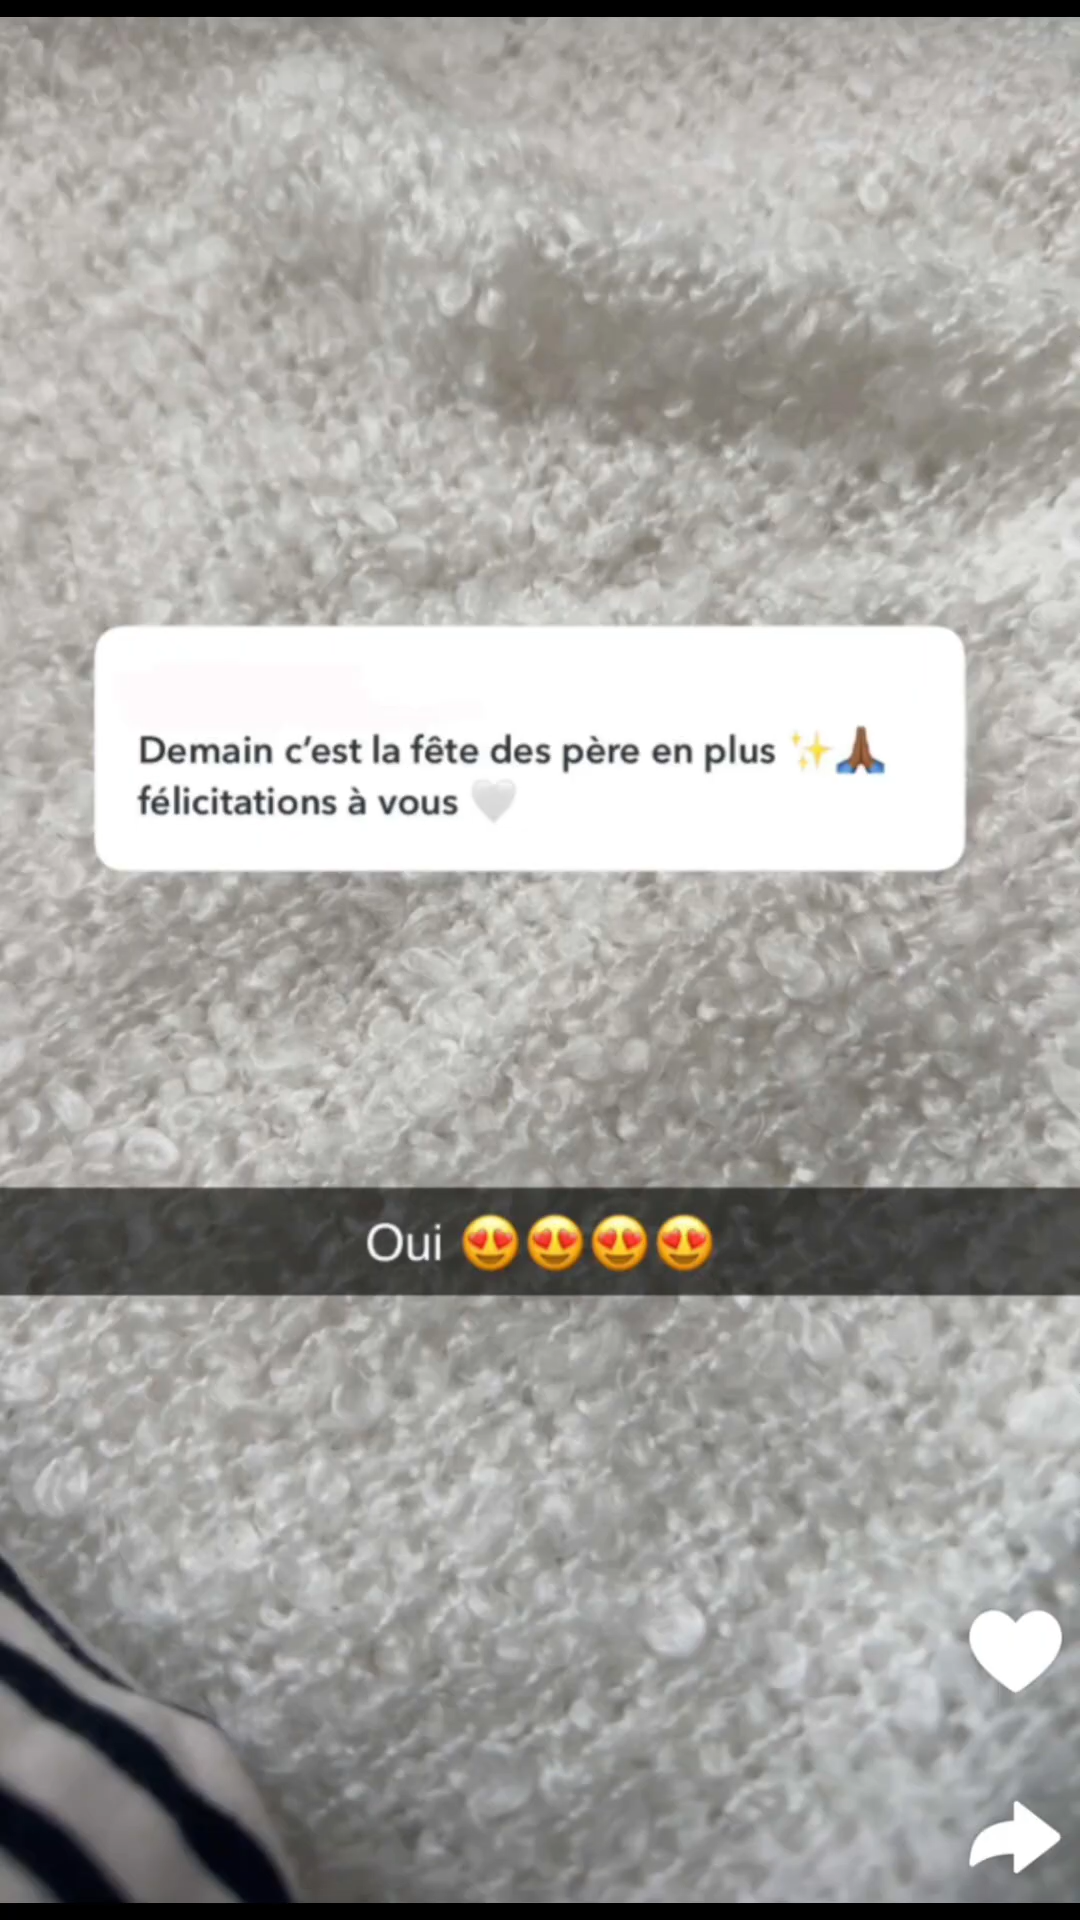 Demain c’est la fête des père en plus ✨🙏🏾
félicitations à vous 🤍
Oui 😍😍😍😍